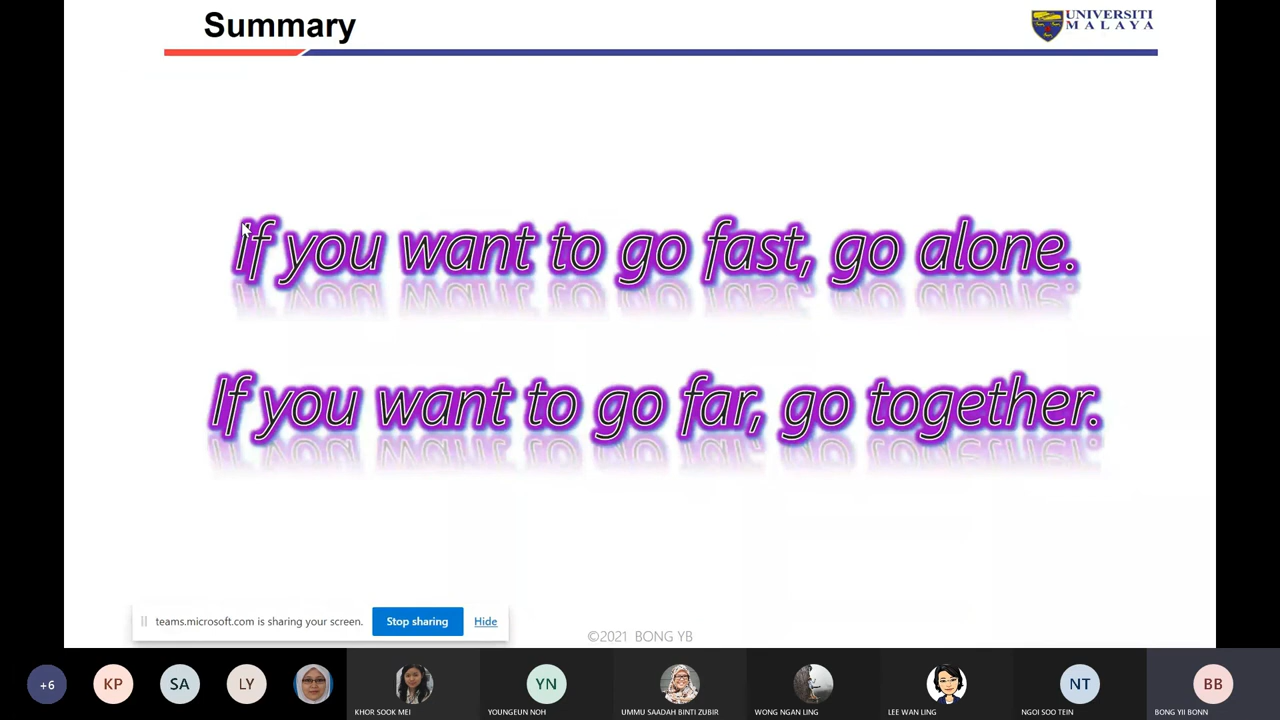 Summary
UNIVERSITI
MALAYA
If you want to go fast, go alone.
If you want to go far, go together.
teams.microsoft.com is sharing your screen.
Stop sharing
Hide
©2021 BONG YB
+6
KP
SA
LY
YN
NT
BB
KHOR SOOK MEI
YOUNGEUN NOH
UMMU SAADAH BINTI ZUBIR
WONG NGAN LING
LEE WAN LING
NGOI SOO TEIN
BONG YII BONN